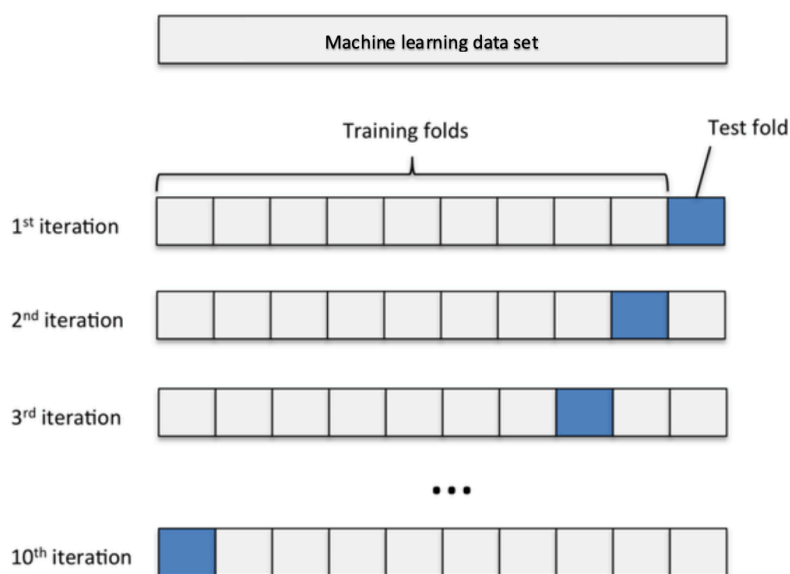 Machine learning data set
Training folds
Test fold
1st iteration
2nd iteration
3rd iteration
...
10th iteration